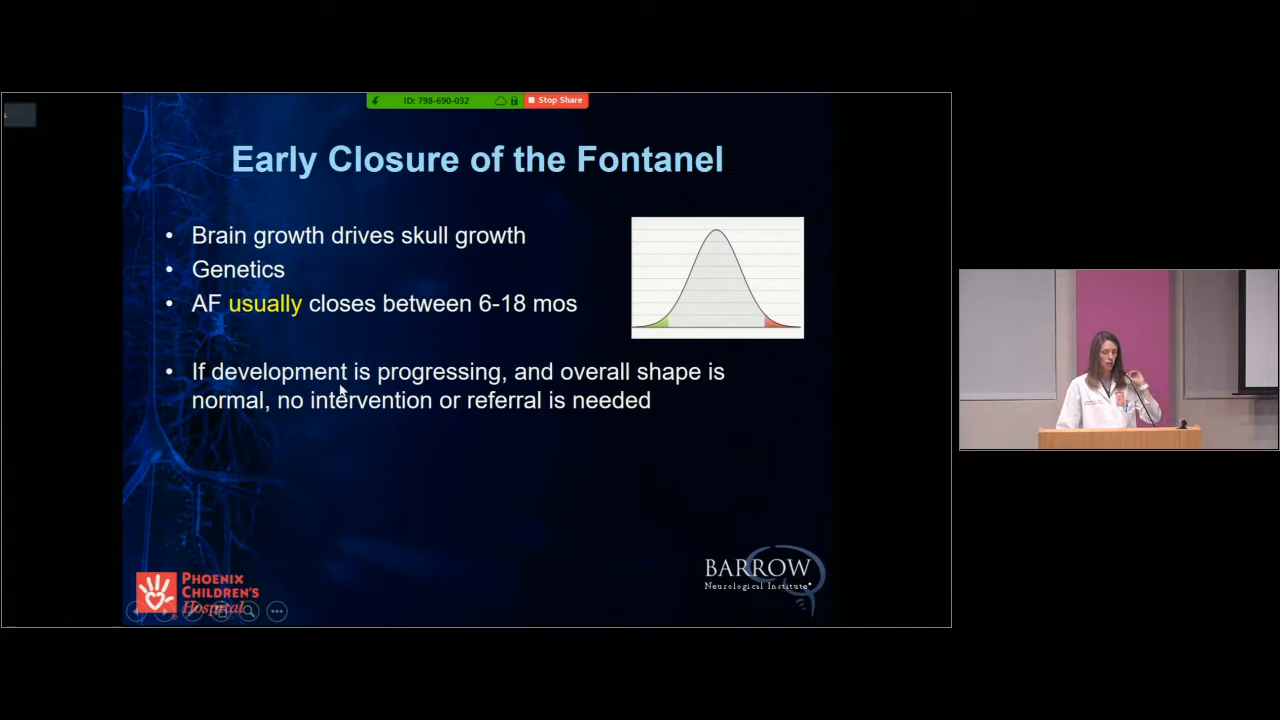 ID: 798-690-032
Stop Share
s
Early Closure of the Fontanel
• Brain growth drives skull growth
• Genetics
• AF usually closes between 6-18 mos
• If development is progressing, and overall shape is
normal, no intervention or referral is needed
PHOENIX
CHILDREN'S
Hospital
BARROW
Neurological Institute®